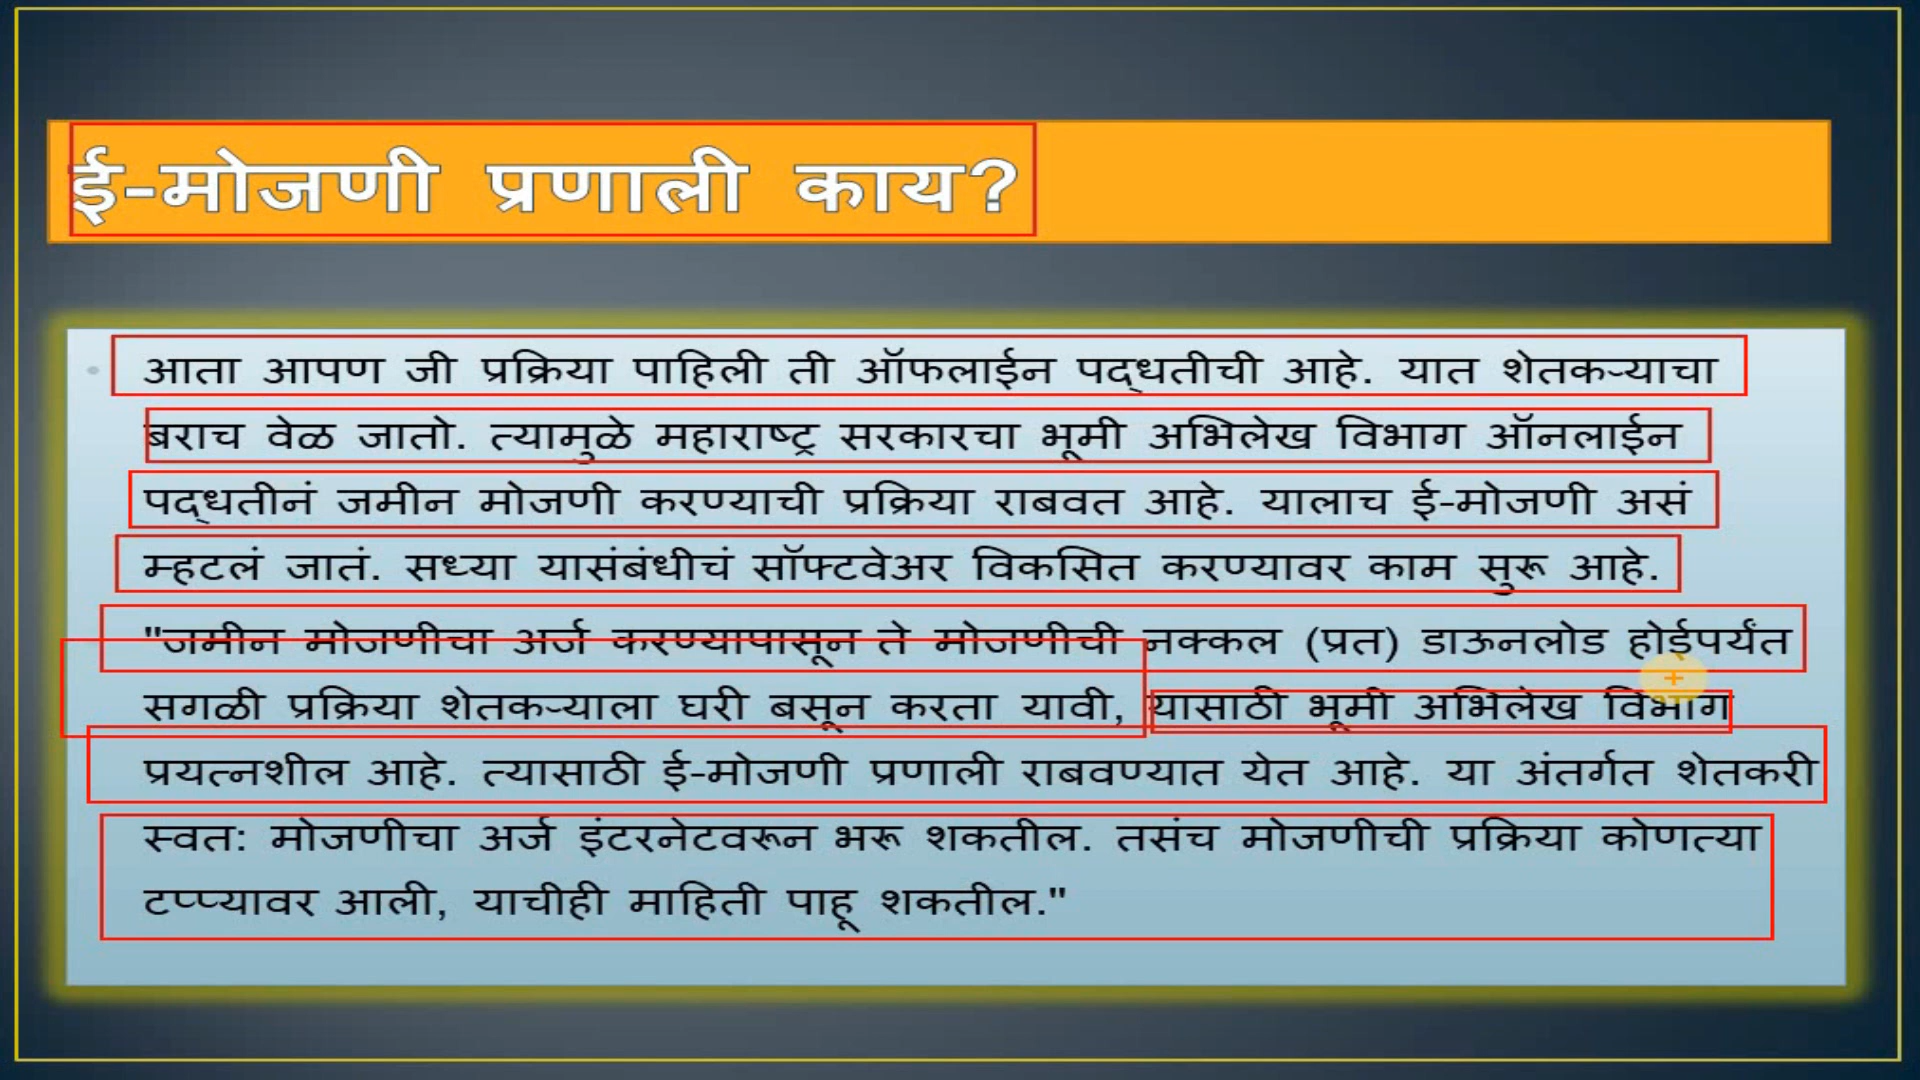 ई-मोजणी प्रणाली काय?
आता आपण जी प्रक्रिया पाहिली ती ऑफलाईन पद्धतीची आहे. यात शेतकऱ्याचा
बराच वेळ जातो. त्यामुळे महाराष्ट्र सरकारचा भूमी अभिलेख विभाग ऑनलाईन
पद्धतीनं जमीन मोजणी करण्याची प्रक्रिया राबवत आहे. यालाच ई-मोजणी असं
म्हटलं जातं. सध्या यासंबंधीचं सॉफ्टवेअर विकसित करण्यावर काम सुरू आहे.
"जमीन मोजणीचा अर्ज करण्यापासून ते मोजणीची नक्कल (प्रत) डाऊनलोड होईपर्यंत
सगळी प्रक्रिया शेतकऱ्याला घरी बसून करता यावी, यासाठी भूमी अभिलेख विभाग
प्रयत्नशील आहे. त्यासाठी ई-मोजणी प्रणाली राबवण्यात येत आहे. या अंतर्गत शेतकरी
स्वत: मोजणीचा अर्ज इंटरनेटवरून भरू शकतील. तसंच मोजणीची प्रक्रिया कोणत्या
टप्प्यावर आली, याचीही माहिती पाहू शकतील."